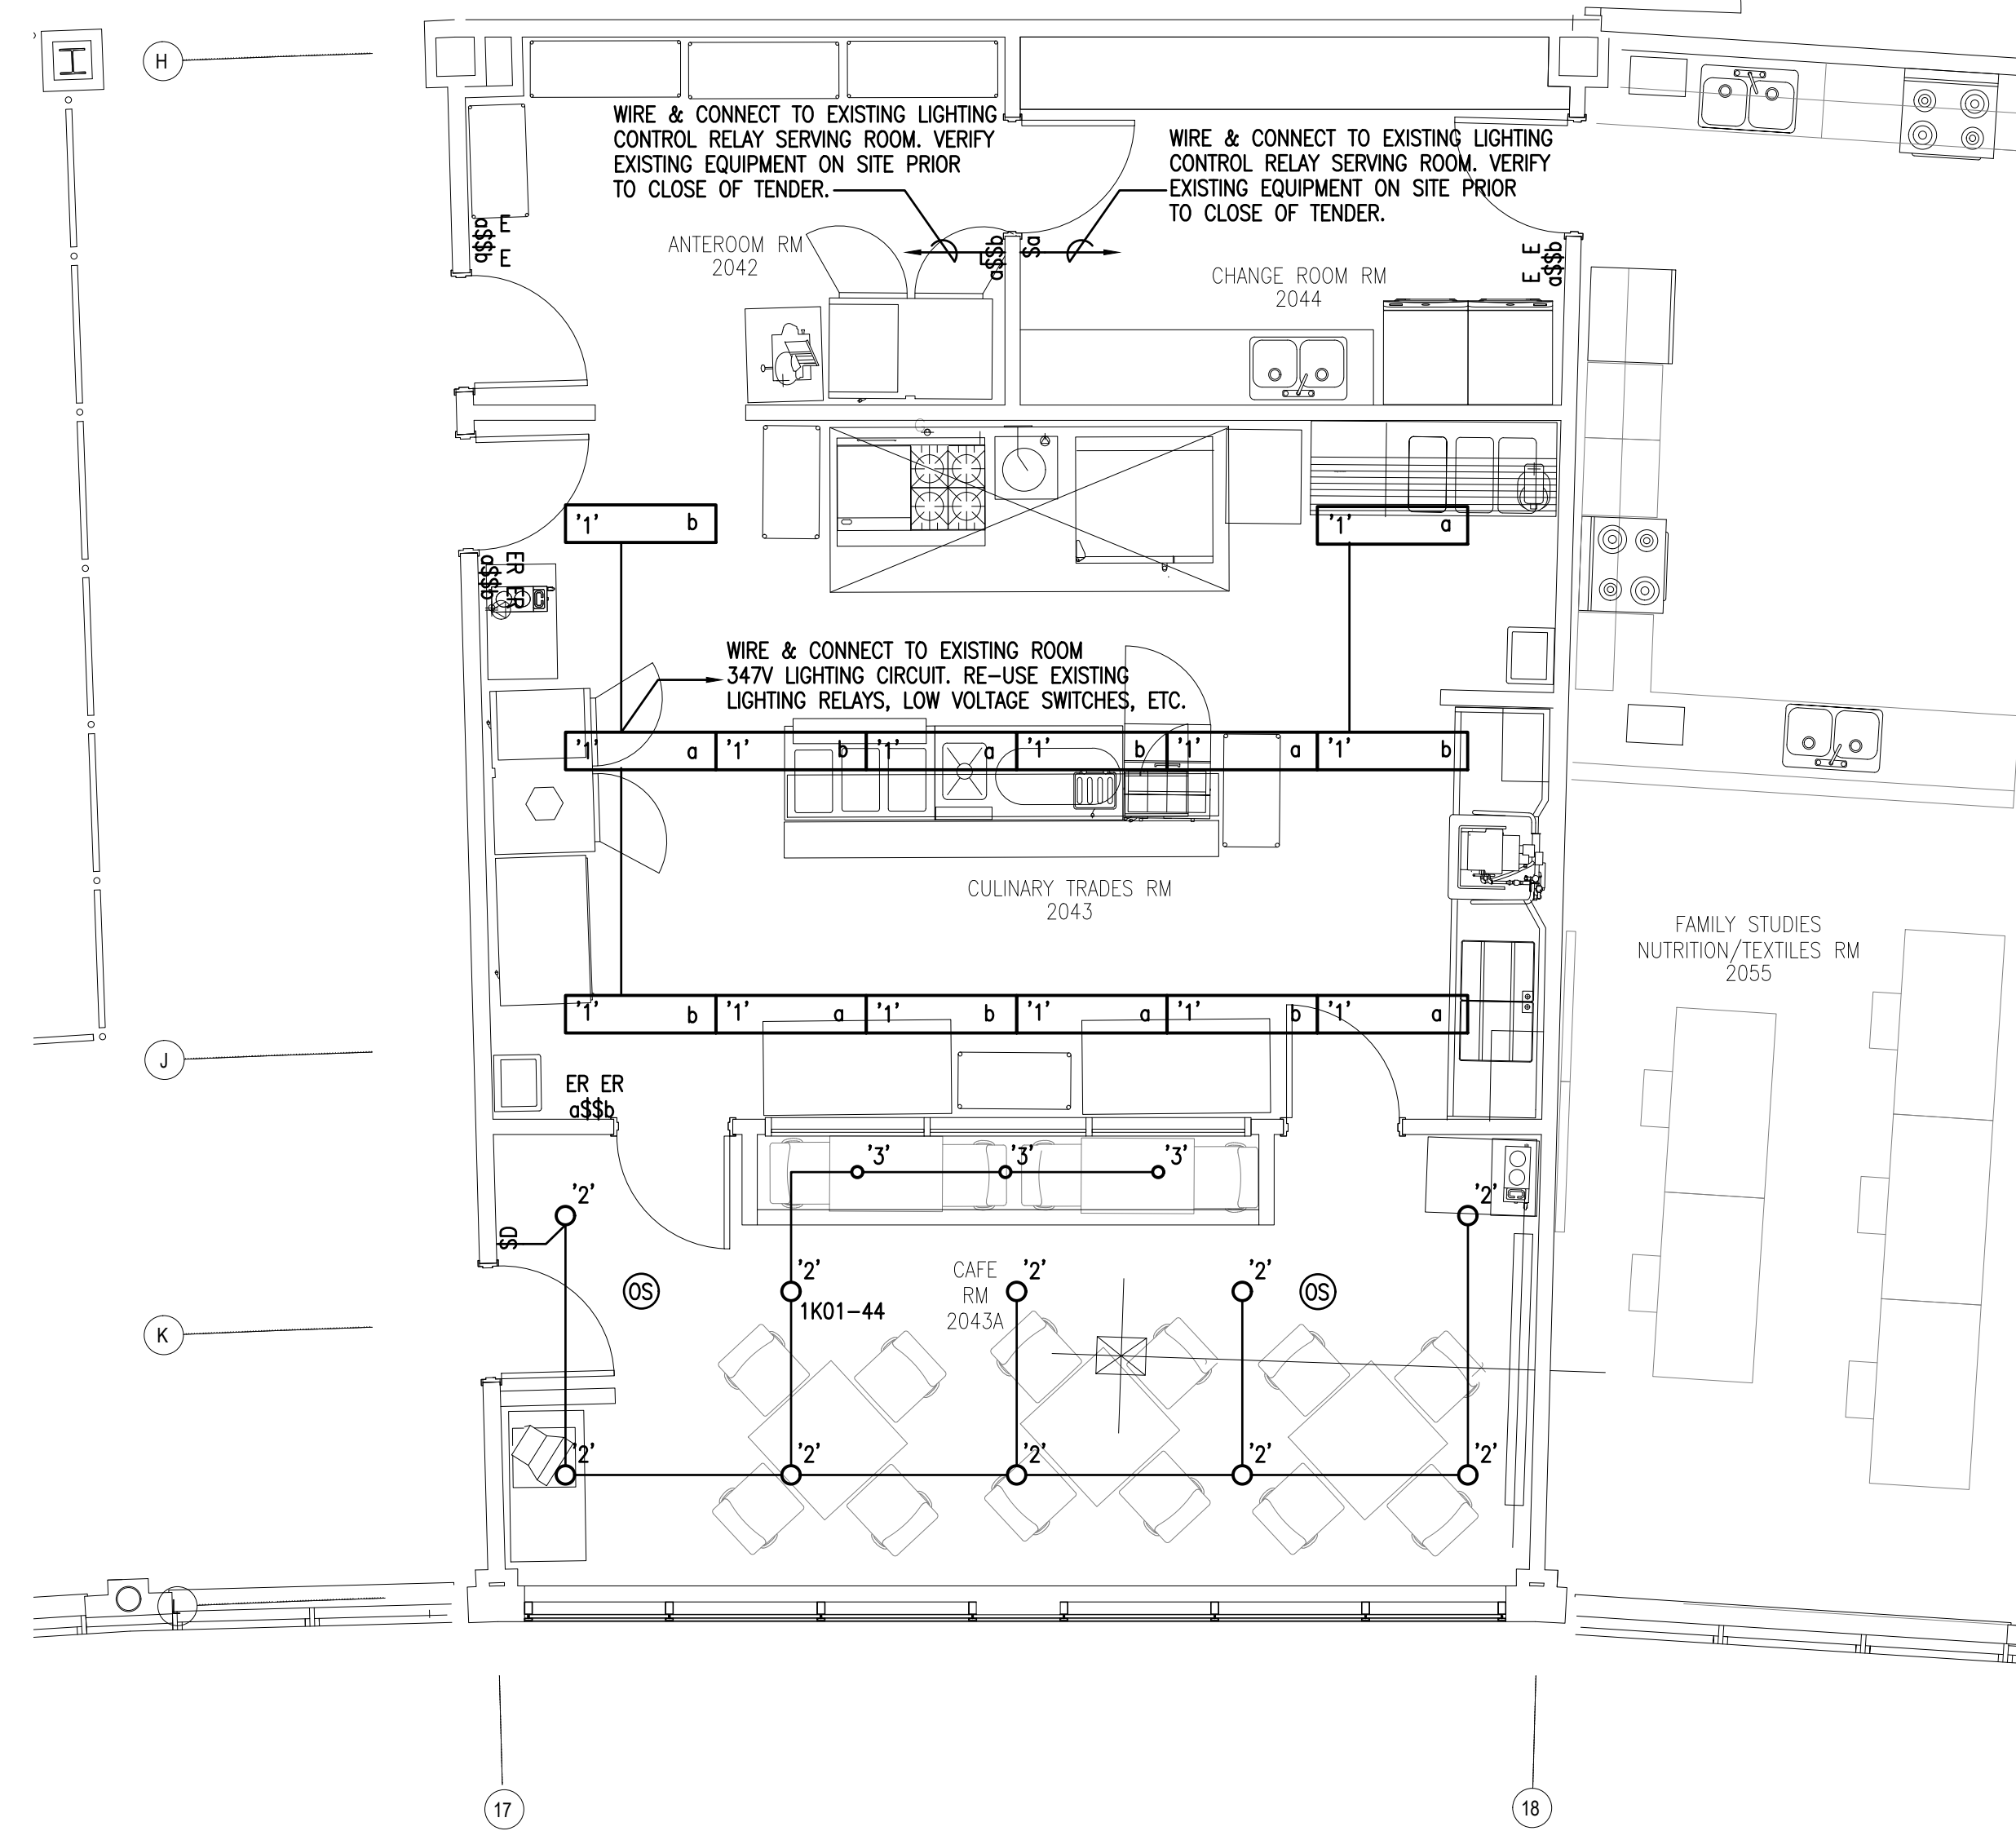 H
WIRE & CONNECT TO EXISTING LIGHTING
CONTROL RELAY SERVING ROOM. VERIFY
EXISTING EQUIPMENT ON SITE PRIOR
TO CLOSE OF TENDER.
WIRE & CONNECT TO EXISTING LIGHTING
CONTROL RELAY SERVING ROOM. VERIFY
EXISTING EQUIPMENT ON SITE PRIOR
TO CLOSE OF TENDER.
E E
a$$b
ANTEROOM RM
2042
a$$b
E
$a
CHANGE ROOM RM
2044
E E
a$$b
'1' b
'1' a
ER ER
a$$b
WIRE & CONNECT TO EXISTING ROOM
347V LIGHTING CIRCUIT. RE-USE EXISTING
LIGHTING RELAYS, LOW VOLTAGE SWITCHES, ETC.
'1' a '1' b '1' a '1' b '1' a '1' b
CULINARY TRADES RM
2043
FAMILY STUDIES
NUTRITION/TEXTILES RM
2055
'1' b '1' a '1' b '1' a '1' b '1' a
J
ER ER
a$$b
'3' '3' '3'
'2' '2'
SD
OS '2' '2' '2' OS
1K01-44
CAFE
RM
2043A
K
'2' '2' '2' '2' '2'
L
17 18